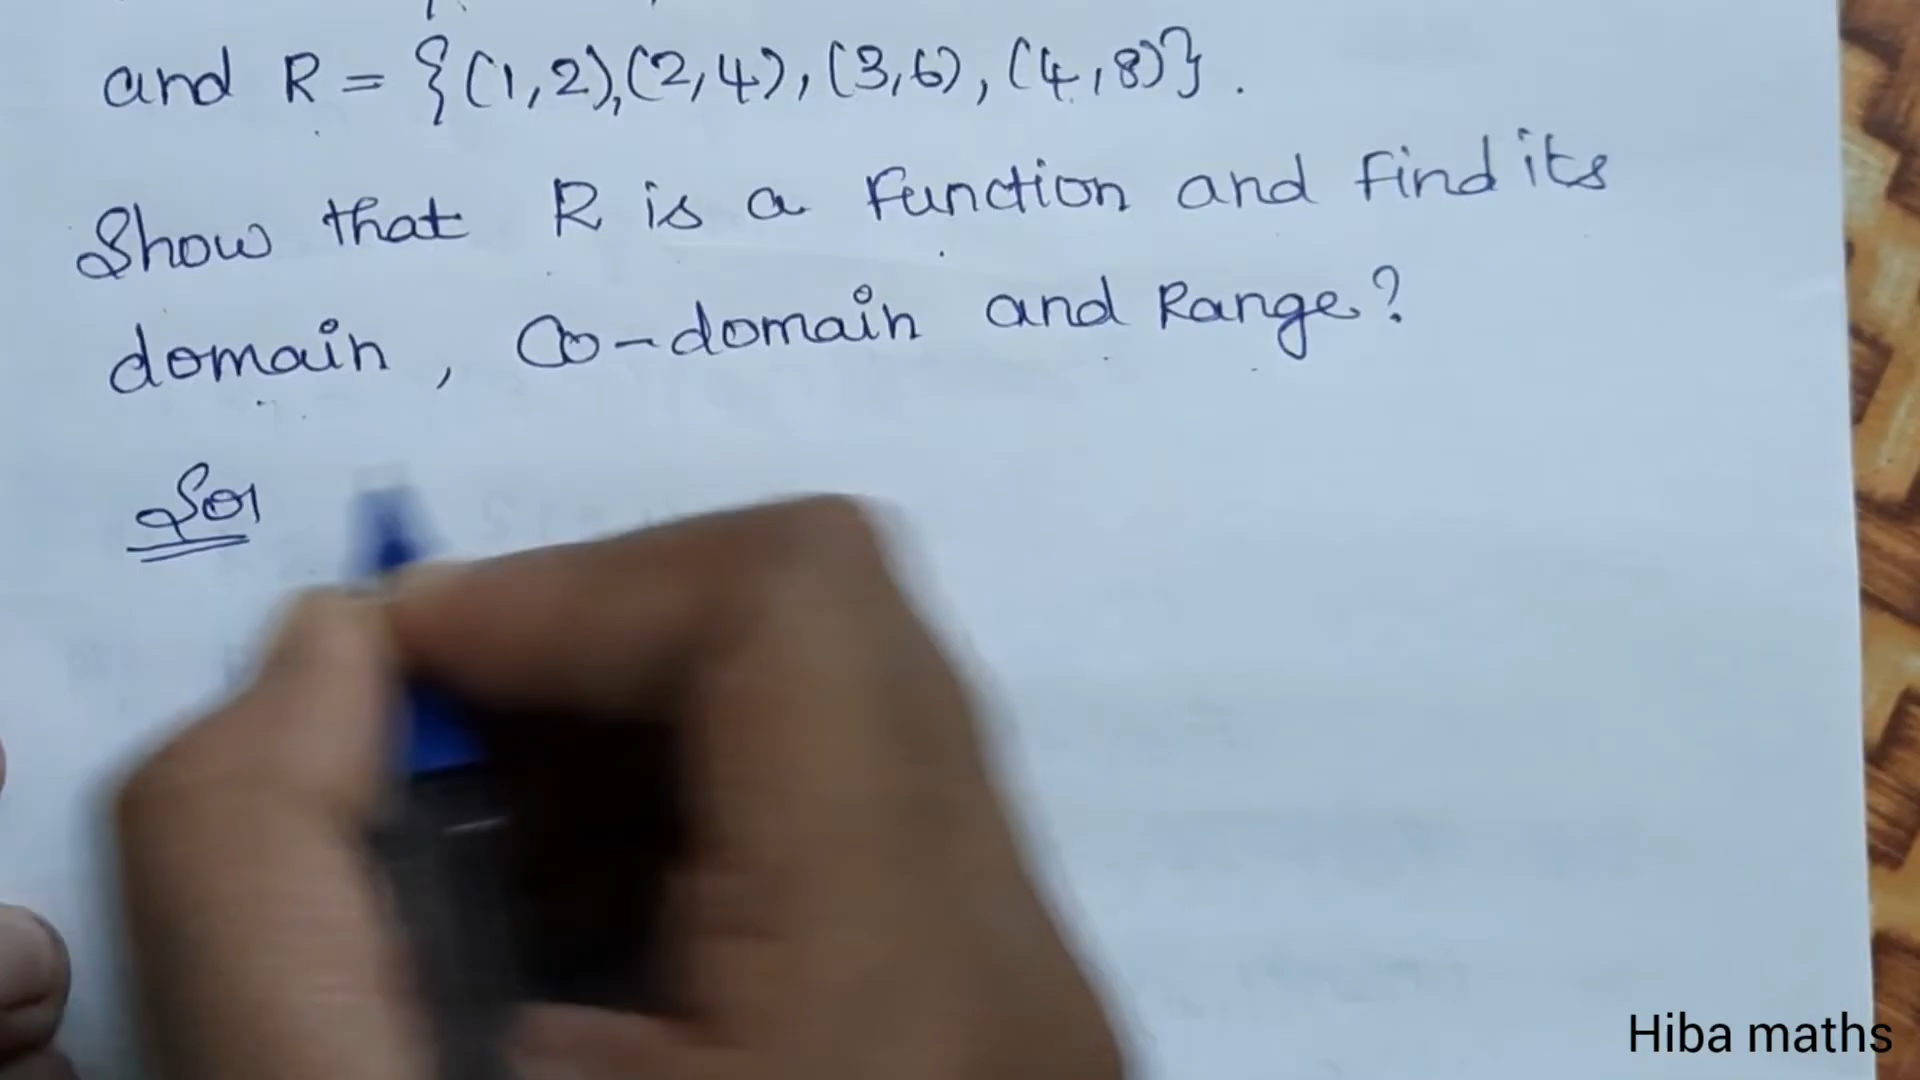 and R = {(1,2),(2,4),(3,6),(4,8)}.
Show that R is a Function and Find its
domain, Co-domain and Range?
Sol
Hiba maths